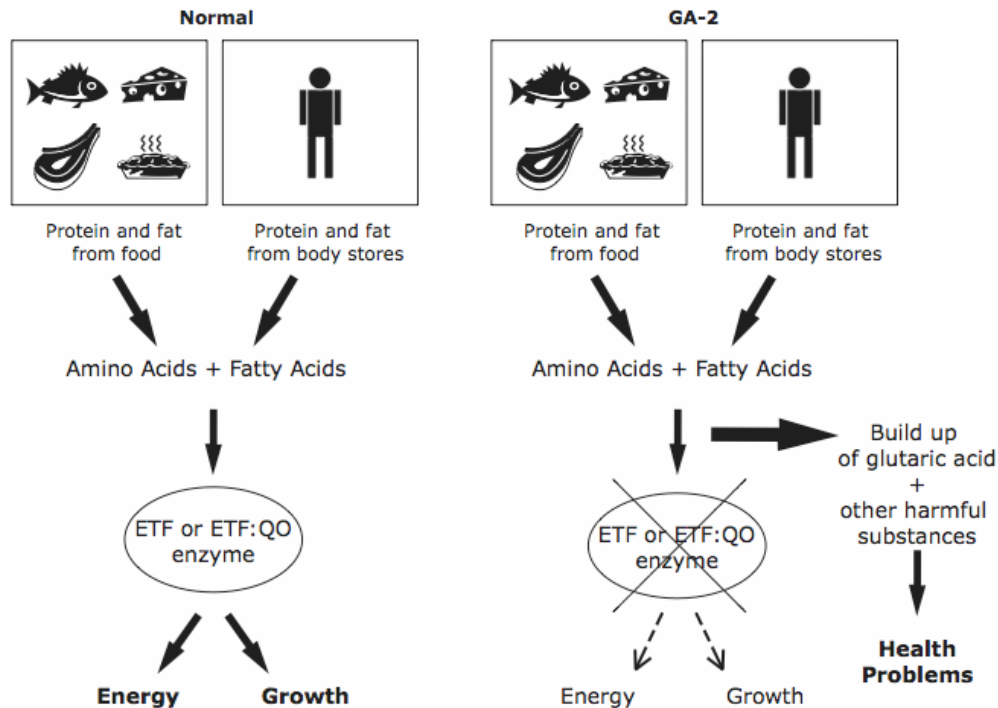 Normal
Protein and fat
from food
Protein and fat
from body stores
Amino Acids + Fatty Acids
ETF or ETF:QO
enzyme
Energy
Growth
GA-2
Protein and fat
from food
Protein and fat
from body stores
Amino Acids + Fatty Acids
Build up
of glutaric acid
+
other harmful
substances
ETF or ETF:QO
enzyme
Health
Problems
Energy
Growth